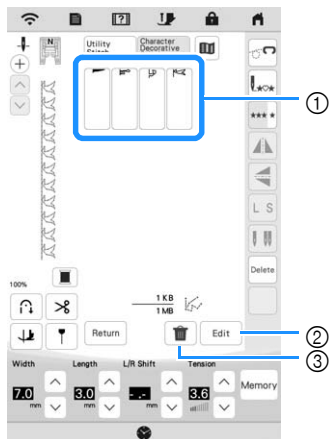 N
Utility Stitch
Character Decorative
①
L S
Delete
100%
1 KB
1 MB
Return
Edit
②
③
Width
Length
L/R Shift
Tension
7.0 mm
3.0 mm
-.- mm
3.6
Memory